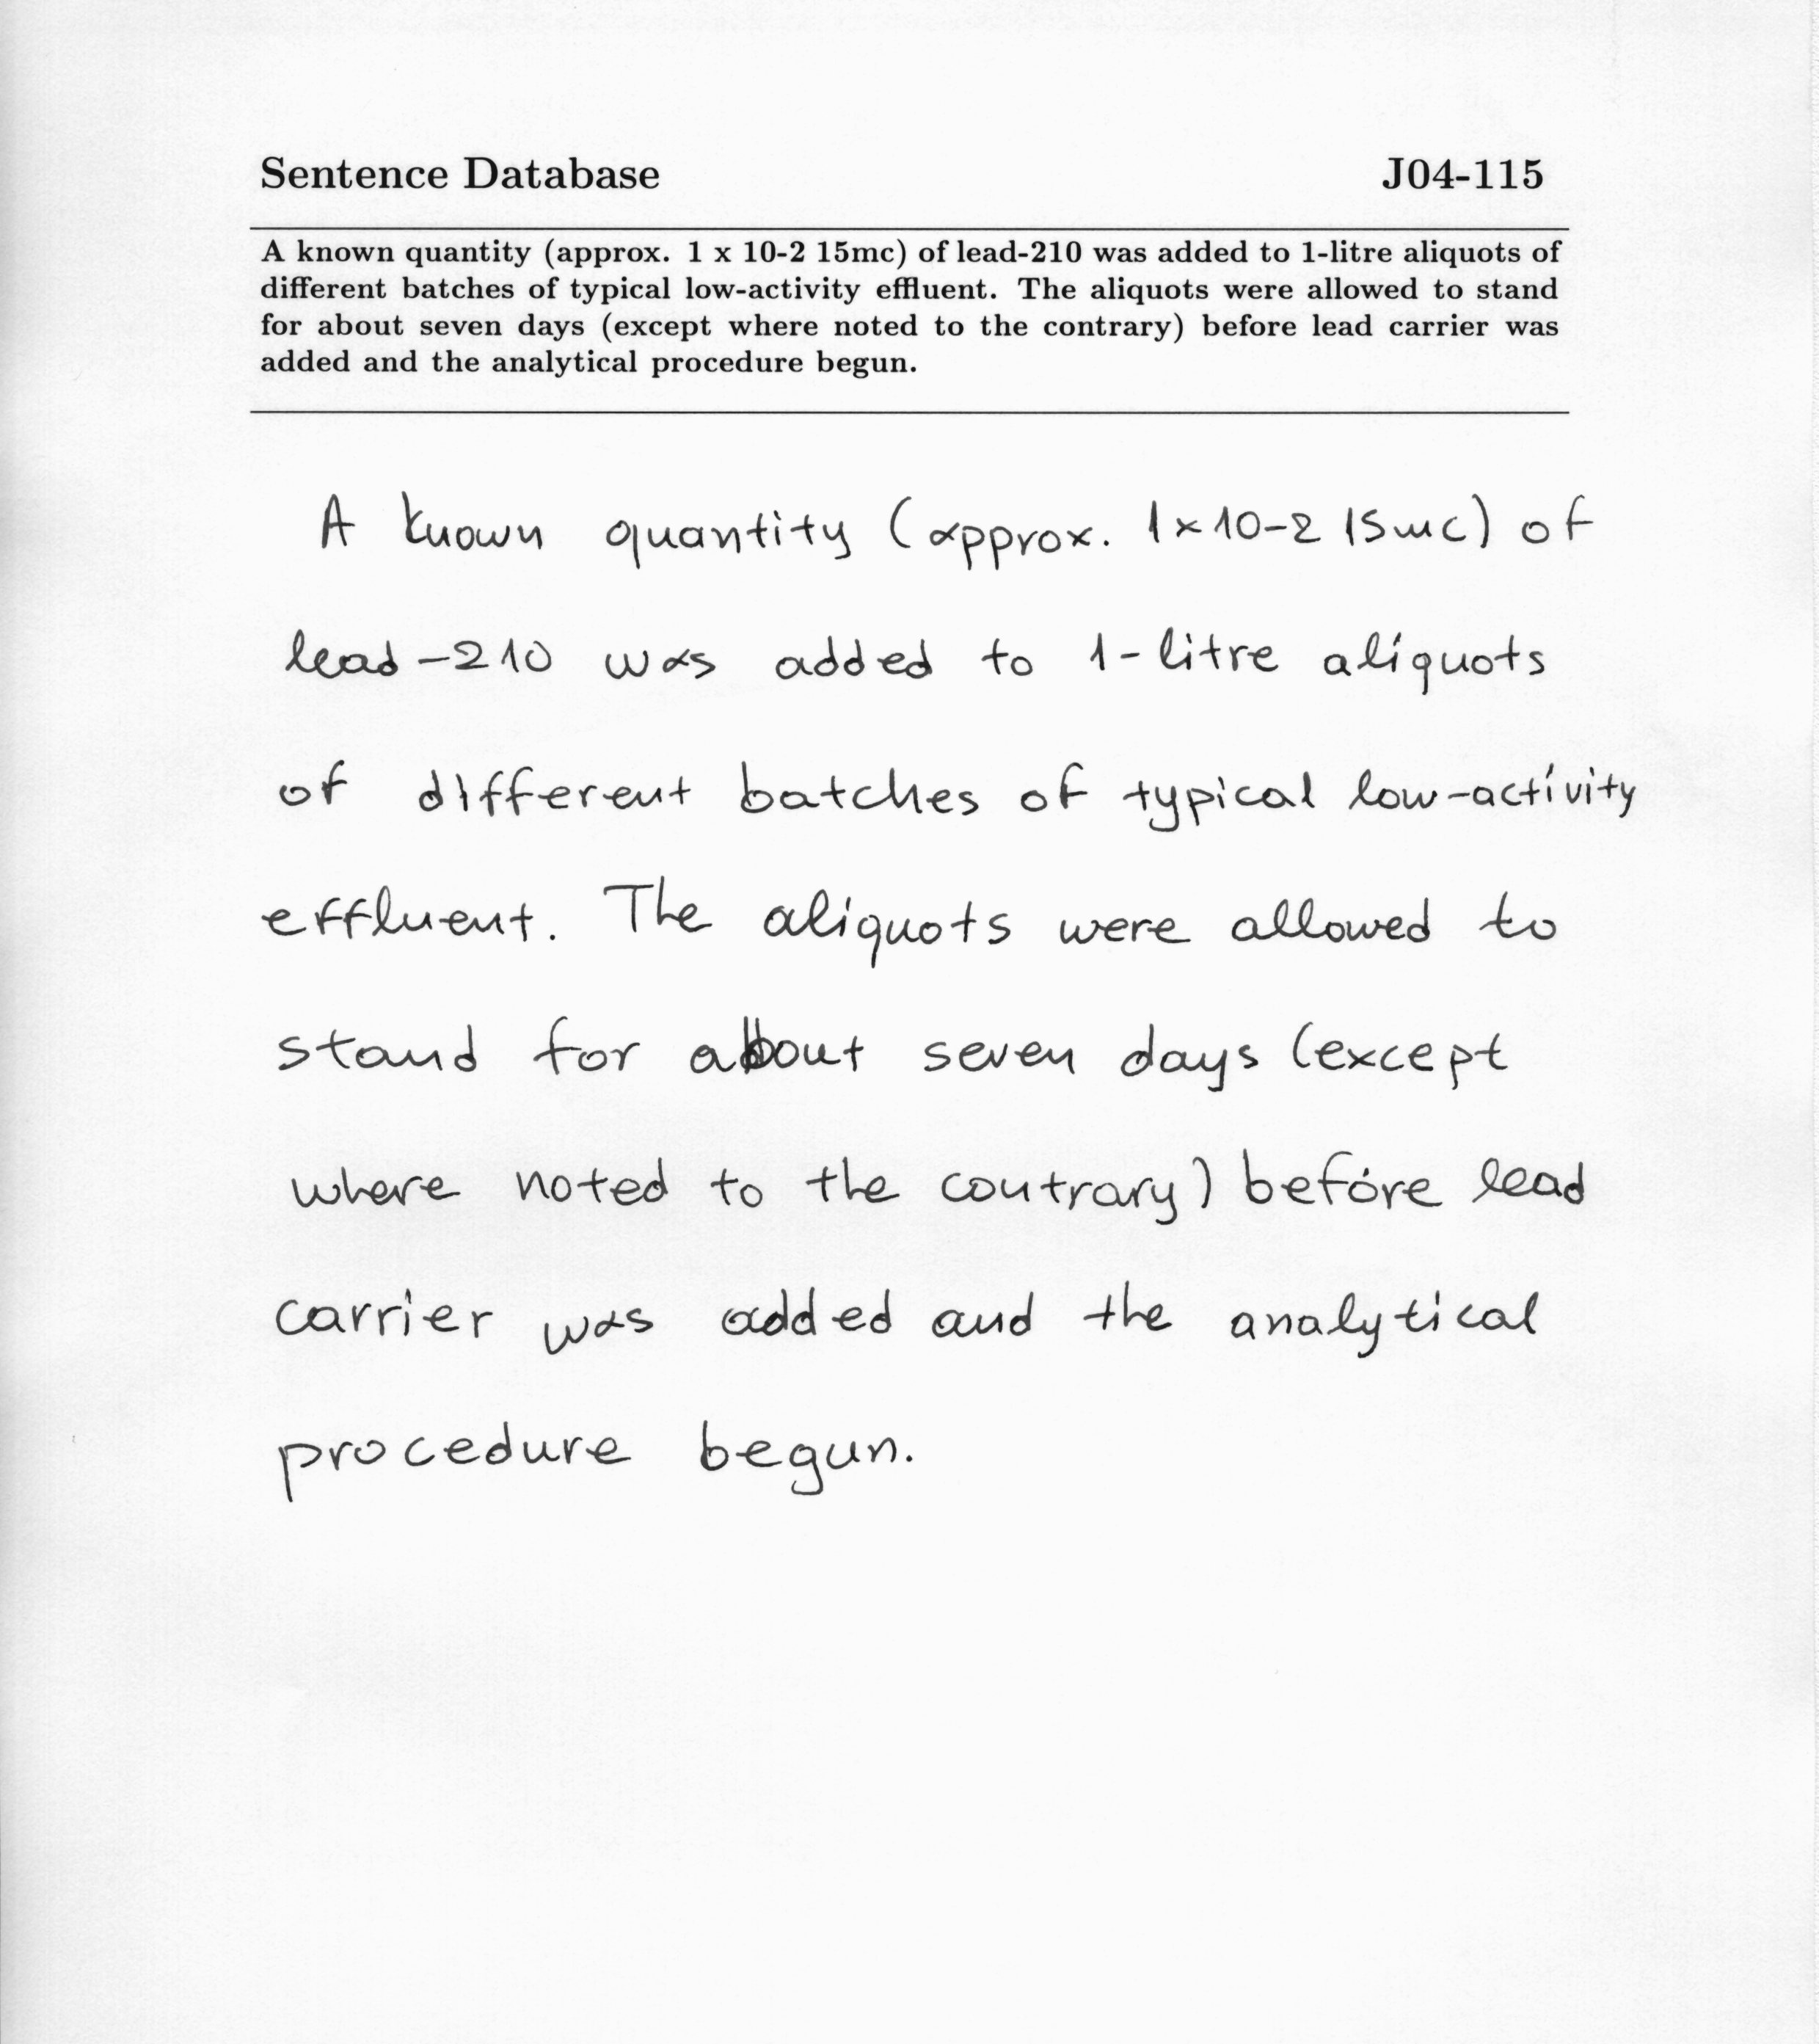 Sentence Database J04-115
A known quantity (approx. 1 x 10-2 15mc) of lead-210 was added to 1-litre aliquots of
different batches of typical low-activity effluent. The aliquots were allowed to stand
for about seven days (except where noted to the contrary) before lead carrier was
added and the analytical procedure begun.
A known quantity (approx. 1x10-2 15mc) of
lead-210 was added to 1-litre aliquots
of different batches of typical low-activity
effluent. The aliquots were allowed to
stand for about seven days (except
where noted to the contrary) before lead
carrier was added and the analytical
procedure begun.